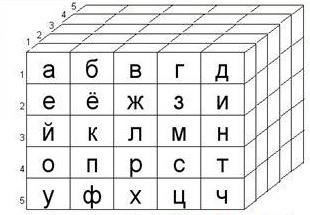 5
4
3
2
1
1 а б в г д
2 е ё ж з и
3 й к л м н
4 о п р с т
5 у ф х ц ч